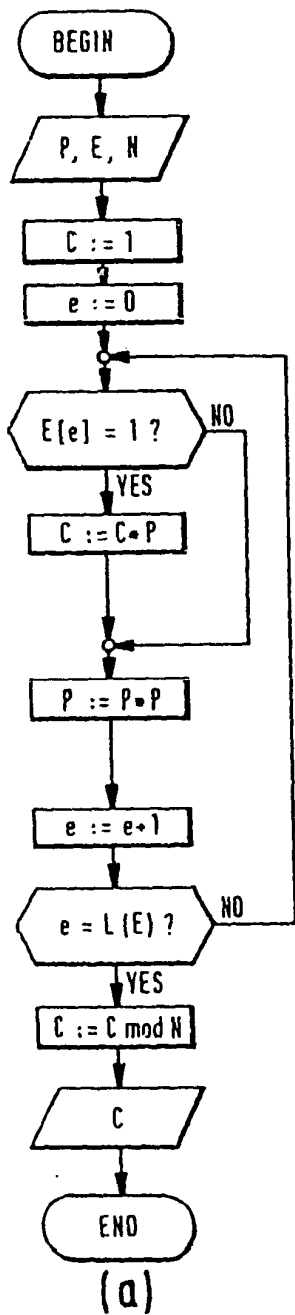 BEGIN
P, E, N
C := 1
e := 0
E[e] = 1 ?
NO
YES
C := C * P
P := P * P
e := e+1
e = L(E) ?
NO
YES
C := C mod N
C
END
(a)